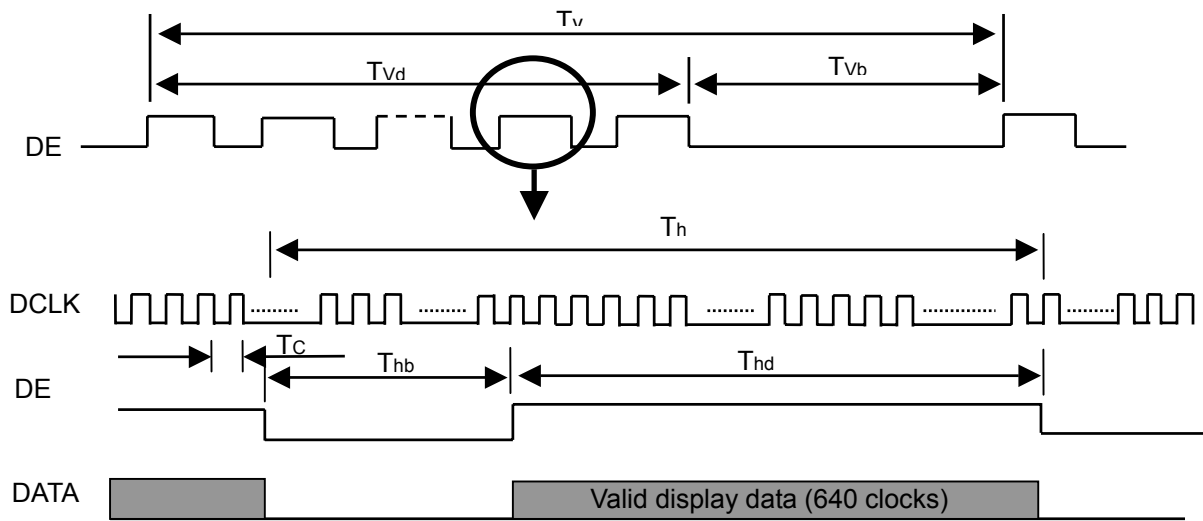 Tv
TVd
TVb
DE
Th
DCLK
TC
Thb
Thd
DE
DATA
Valid display data (640 clocks)